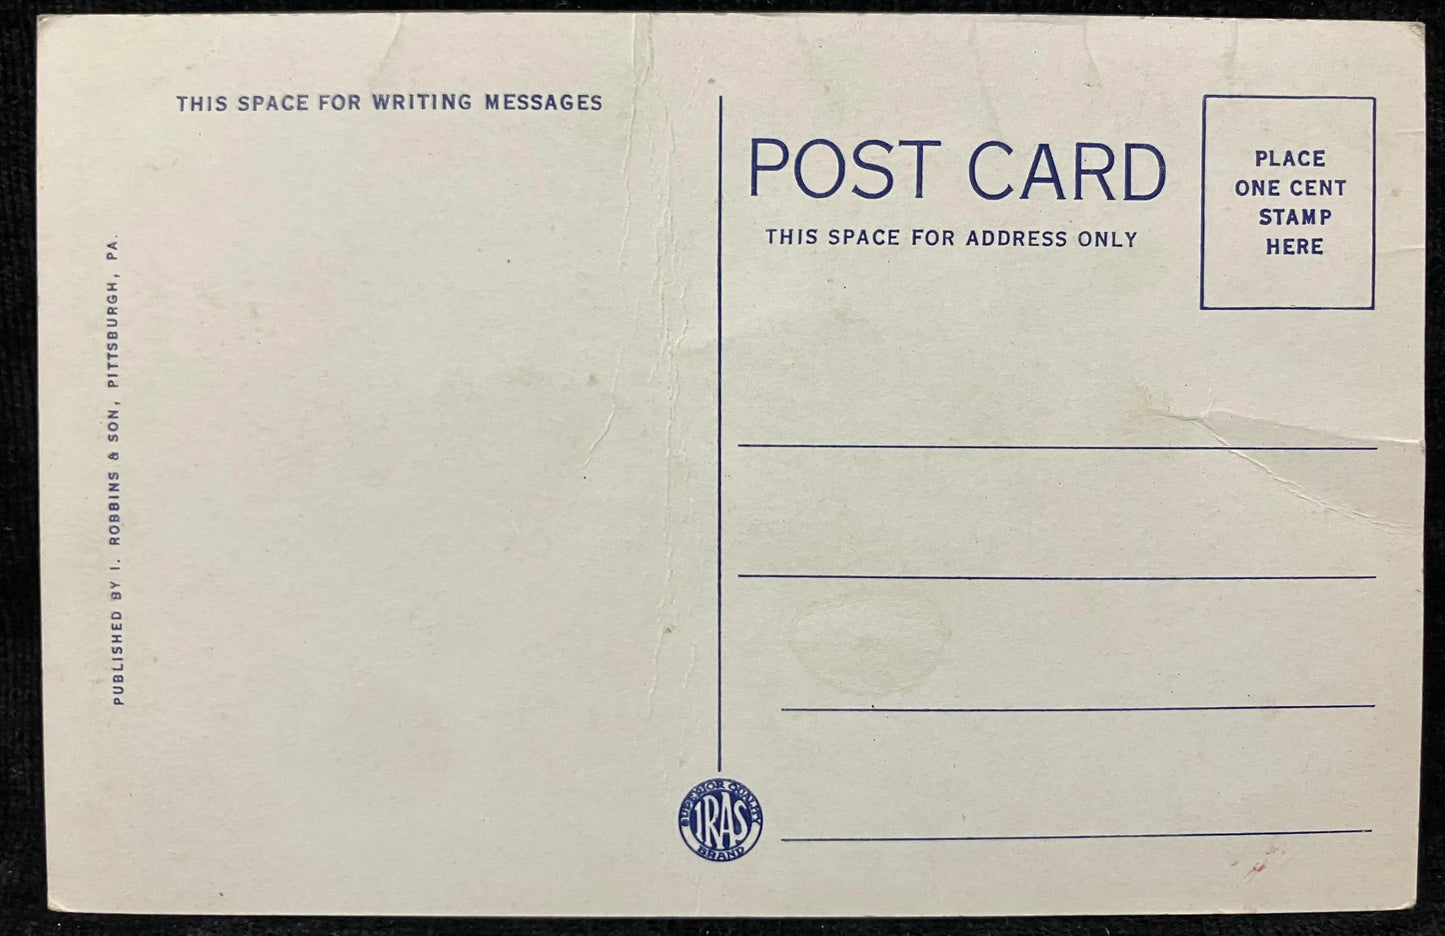 THIS SPACE FOR WRITING MESSAGES
POST CARD
THIS SPACE FOR ADDRESS ONLY
PLACE
ONE CENT
STAMP
HERE
PUBLISHED BY I. ROBBINS & SON, PITTSBURGH, PA.
SUPERIOR QUALITY
IRAS
BRAND